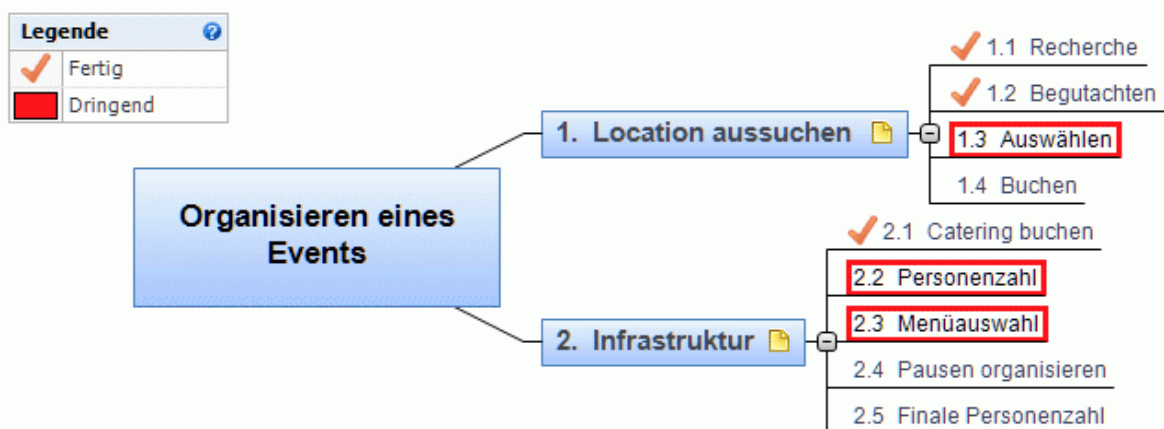 Legende
Fertig
Dringend
Organisieren eines
Events
1. Location aussuchen
1.1 Recherche
1.2 Begutachten
1.3 Auswählen
1.4 Buchen
2. Infrastruktur
2.1 Catering buchen
2.2 Personenzahl
2.3 Menüauswahl
2.4 Pausen organisieren
2.5 Finale Personenzahl